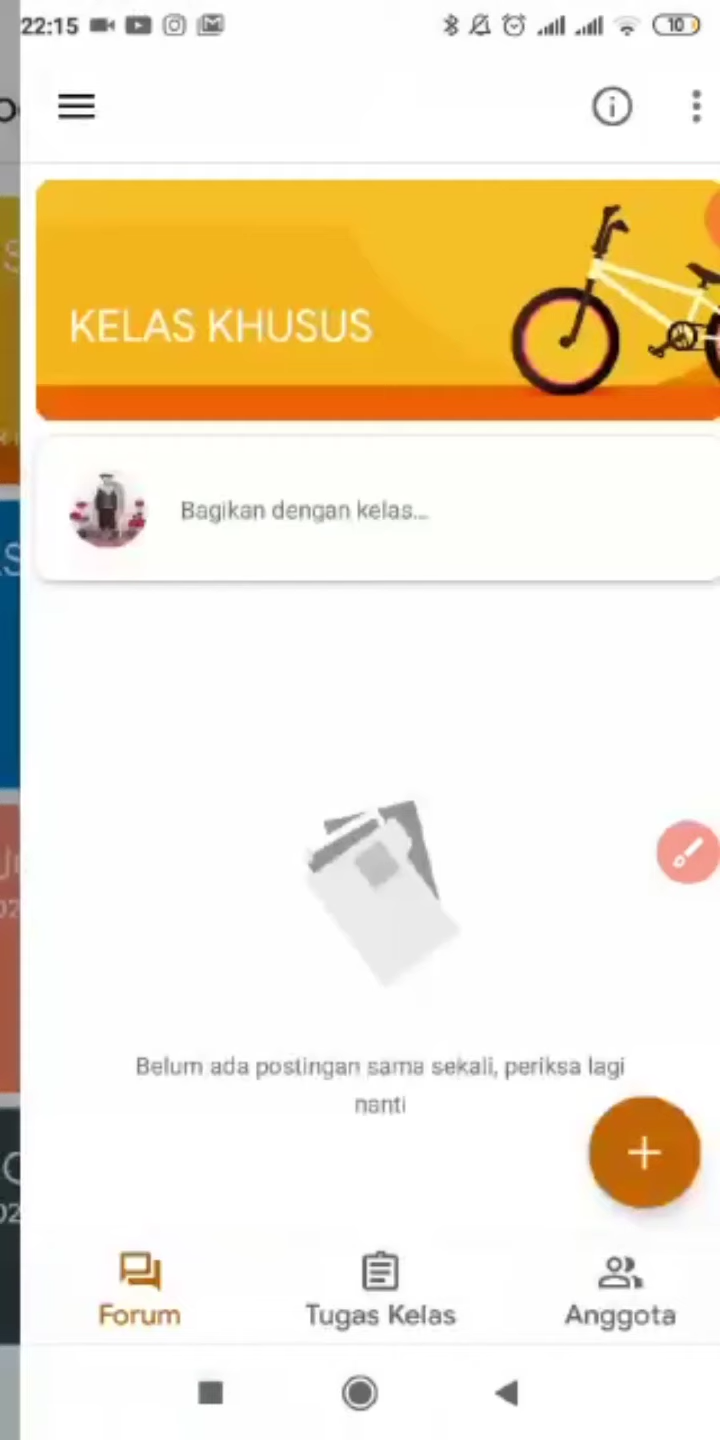 22:15
10
KELAS KHUSUS
Bagikan dengan kelas...
Belum ada postingan sama sekali, periksa lagi
nanti
Forum
Tugas Kelas
Anggota